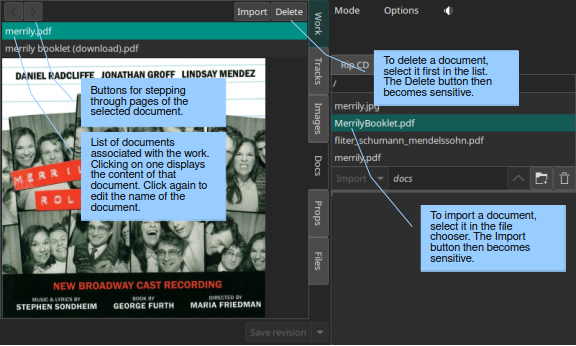 Import
Delete
merrily.pdf
merrily booklet (download).pdf
DANIEL RADCLIFFE JONATHAN GROFF LINDSAY MENDEZ
Buttons for stepping
through pages of the
selected document.
List of documents
associated with the work.
Clicking on one displays
the content of that
document. Click again to
edit the name of the
document.
MERRIL
ROL
NEW BROADWAY CAST RECORDING
MUSIC & LYRICS BY
STEPHEN SONDHEIM
BOOK BY
GEORGE FURTH
DIRECTED BY
MARIA FRIEDMAN
Save revision
Work
Tracks
Images
Docs
Props
Files
Mode
Options
Rip CD
/
To delete a document,
select it first in the list.
The Delete button then
becomes sensitive.
merrily.jpg
MerrilyBooklet.pdf
fliter_schumann_mendelssohn.pdf
merrily.pdf
Import
docs
To import a document,
select it in the file
chooser. The Import
button then becomes
sensitive.